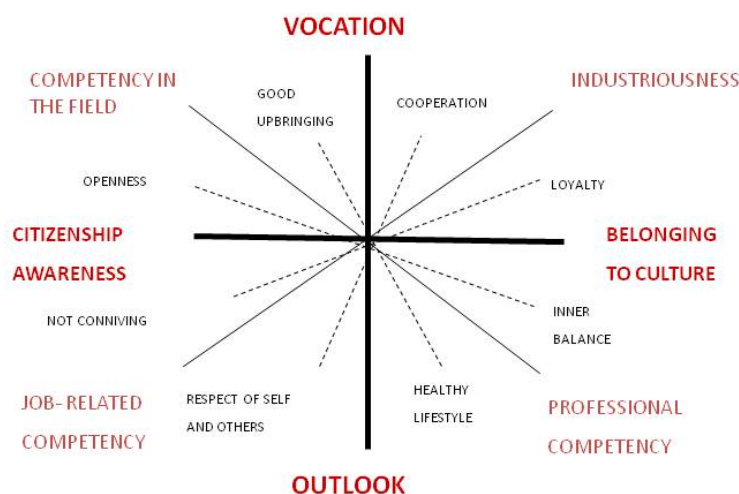 VOCATION
COMPETENCY IN
THE FIELD
GOOD
UPBRINGING
COOPERATION
INDUSTRIOUSNESS
OPENNESS
LOYALTY
CITIZENSHIP
AWARENESS
BELONGING
TO CULTURE
NOT CONNIVING
INNER
BALANCE
JOB- RELATED
COMPETENCY
RESPECT OF SELF
AND OTHERS
HEALTHY
LIFESTYLE
PROFESSIONAL
COMPETENCY
OUTLOOK